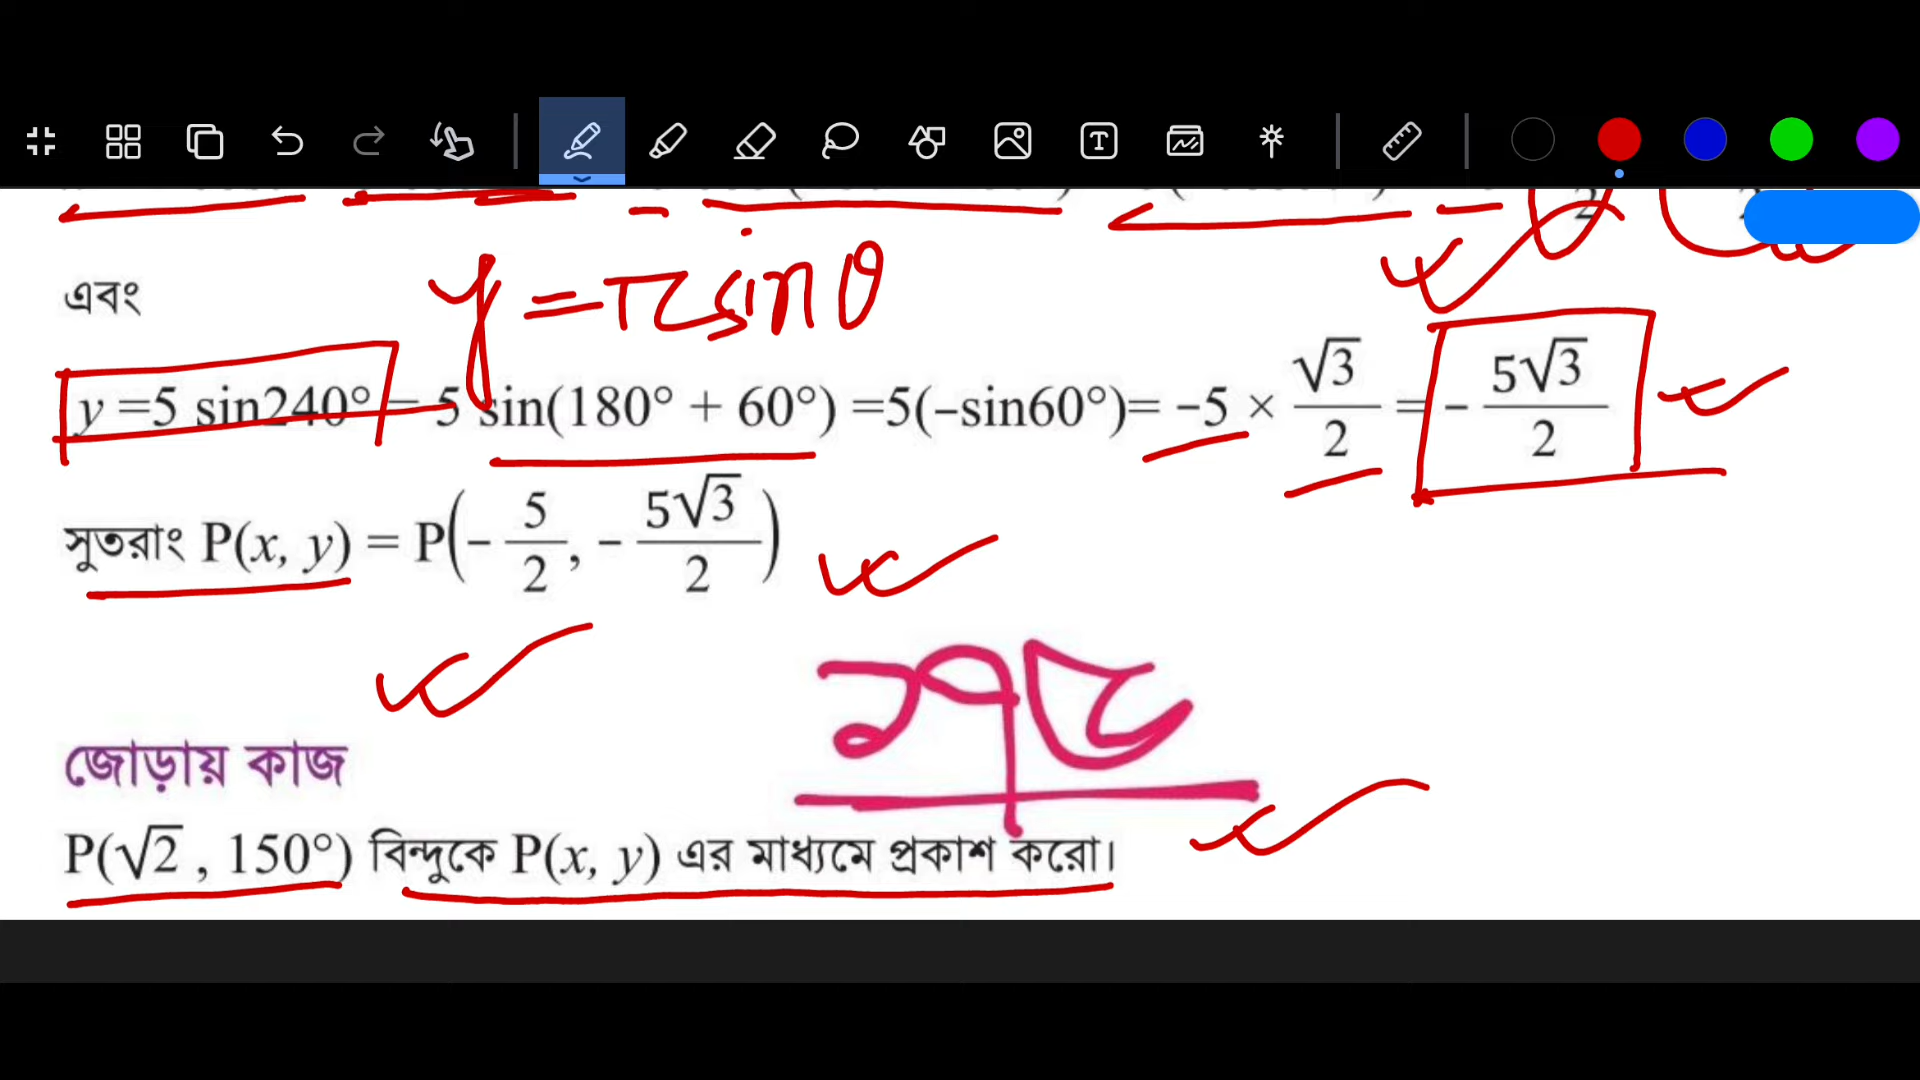 এবং
y = r sin θ
y =5 sin240° = 5 sin(180° + 60°) =5(–sin60°)= –5 × √3/2 = – 5√3/2
সুতরাং P(x, y) = P(– 5/2, – 5√3/2)
জোড়ায় কাজ
P(√2 , 150°) বিন্দুকে P(x, y) এর মাধ্যমে প্রকাশ করো।